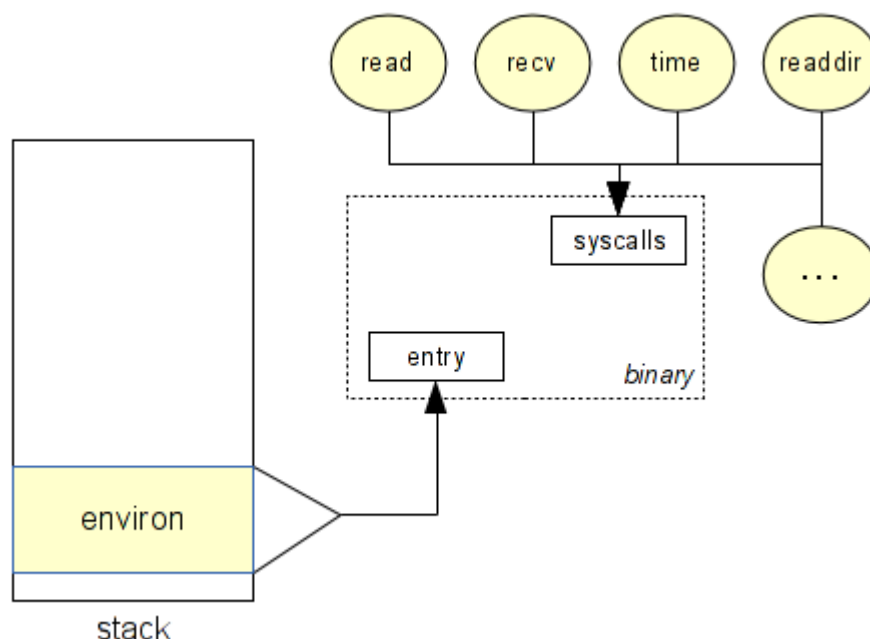 read
recv
time
readdir
syscalls
...
entry
binary
environ
stack